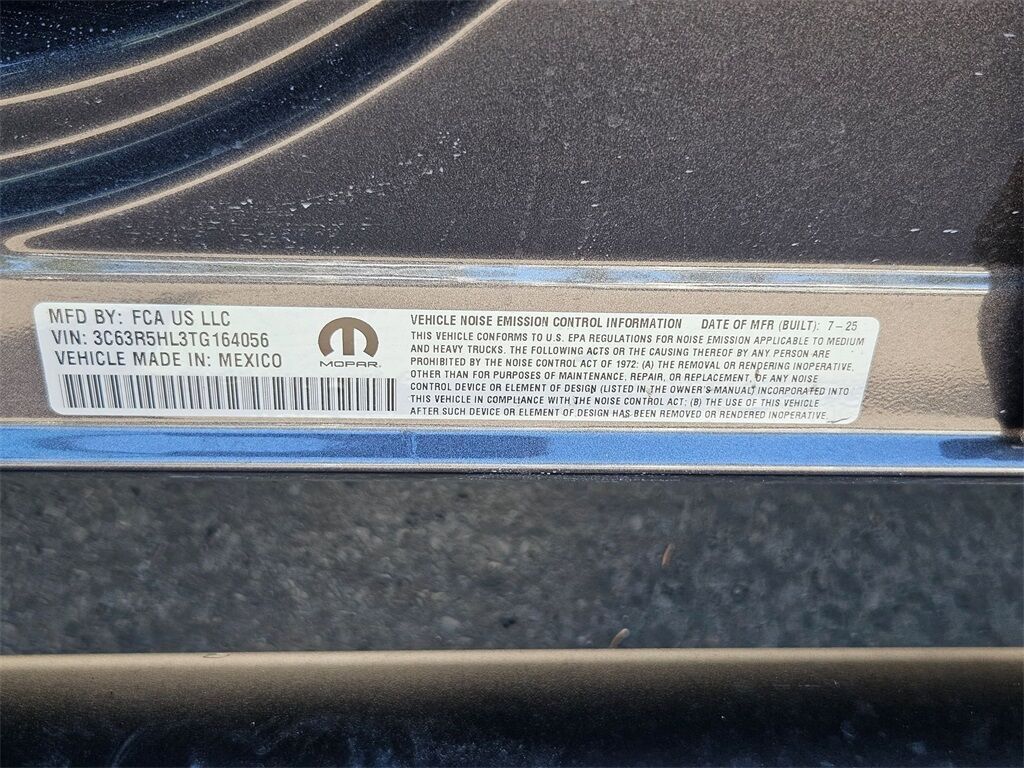 MFD BY: FCA US LLC
VIN: 3C63R5HL3TG164056
VEHICLE MADE IN: MEXICO
MOPAR
VEHICLE NOISE EMISSION CONTROL INFORMATION DATE OF MFR (BUILT): 7-25
THIS VEHICLE CONFORMS TO U.S. EPA REGULATIONS FOR NOISE EMISSION APPLICABLE TO MEDIUM
AND HEAVY TRUCKS. THE FOLLOWING ACTS OR THE CAUSING THEREOF BY ANY PERSON ARE
PROHIBITED BY THE NOISE CONTROL ACT OF 1972: (A) THE REMOVAL OR RENDERING INOPERATIVE,
OTHER THAN FOR PURPOSES OF MAINTENANCE, REPAIR, OR REPLACEMENT, OF ANY NOISE
CONTROL DEVICE OR ELEMENT OF DESIGN (LISTED IN THE OWNER'S MANUAL) INCORPORATED INTO
THIS VEHICLE IN COMPLIANCE WITH THE NOISE CONTROL ACT; (B) THE USE OF THIS VEHICLE
AFTER SUCH DEVICE OR ELEMENT OF DESIGN HAS BEEN REMOVED OR RENDERED INOPERATIVE.